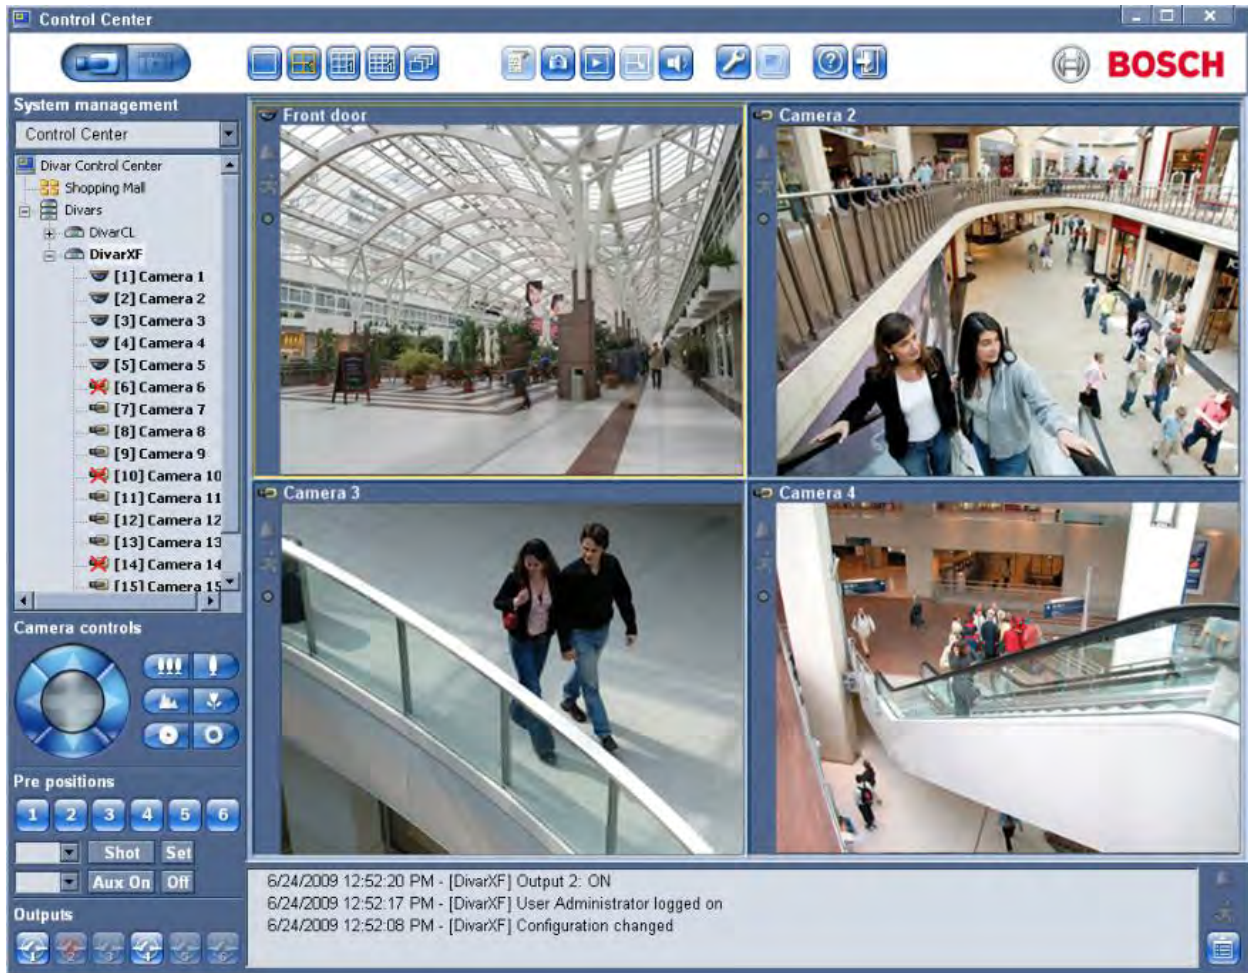 Control Center
BOSCH
System management
Control Center
Divar Control Center
Shopping Mall
Divars
DivarCL
DivarXF
[1] Camera 1
[2] Camera 2
[3] Camera 3
[4] Camera 4
[5] Camera 5
[6] Camera 6
[7] Camera 7
[8] Camera 8
[9] Camera 9
[10] Camera 10
[11] Camera 11
[12] Camera 12
[13] Camera 13
[14] Camera 14
[15] Camera 15
Camera controls
Pre positions
1 2 3 4 5 6
Shot Set
Aux On Off
Outputs
1 2 3 4 5 6
Front door
Camera 2
Camera 3
Camera 4
6/24/2009 12:52:20 PM - [DivarXF] Output 2: ON
6/24/2009 12:52:17 PM - [DivarXF] User Administrator logged on
6/24/2009 12:52:08 PM - [DivarXF] Configuration changed